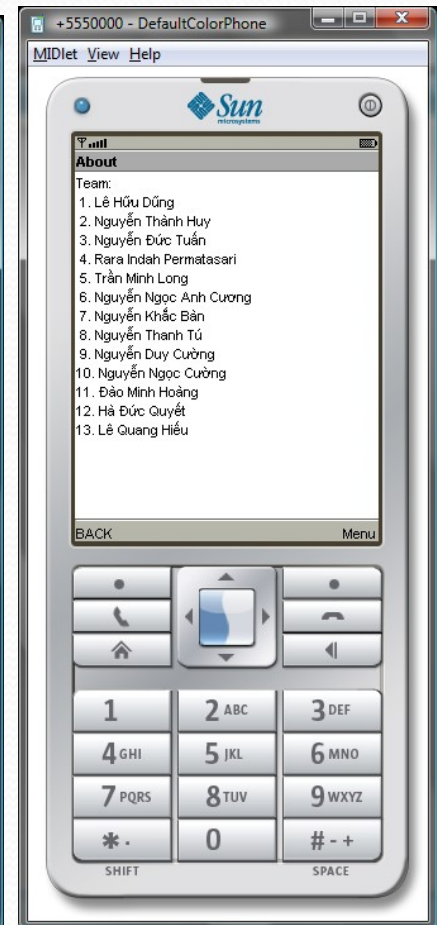 +5550000 - DefaultColorPhone
MIDlet View Help
Sun
microsystems
About
Team:
1. Lê Hữu Dũng
2. Nguyễn Thành Huy
3. Nguyễn Đức Tuấn
4. Rara Indah Permatasari
5. Trần Minh Long
6. Nguyễn Ngọc Anh Cương
7. Nguyễn Khắc Bản
8. Nguyễn Thanh Tú
9. Nguyễn Duy Cường
10. Nguyễn Ngọc Cường
11. Đào Minh Hoàng
12. Hà Đức Quyết
13. Lê Quang Hiếu
BACK Menu
1 2 ABC 3 DEF
4 GHI 5 JKL 6 MNO
7 PQRS 8 TUV 9 WXYZ
* . 0 # - +
SHIFT SPACE